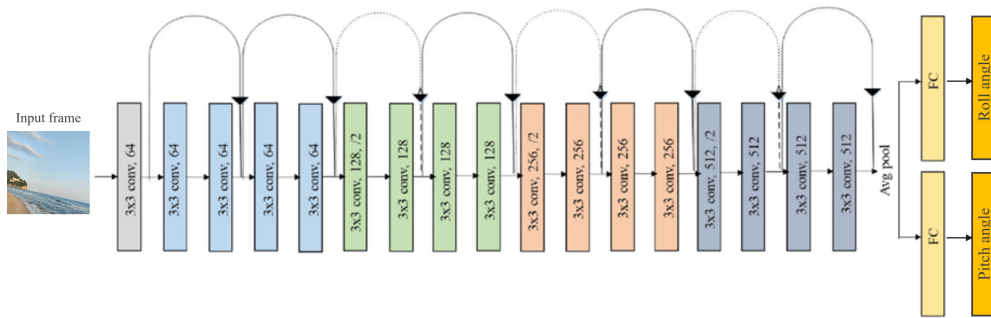 Input frame
3x3 conv, 64
3x3 conv, 64
3x3 conv, 64
3x3 conv, 64
3x3 conv, 64
3x3 conv, 128, /2
3x3 conv, 128
3x3 conv, 128
3x3 conv, 128
3x3 conv, 256, /2
3x3 conv, 256
3x3 conv, 256
3x3 conv, 256
3x3 conv, 512, /2
3x3 conv, 512
3x3 conv, 512
3x3 conv, 512
Avg pool
FC
Roll angle
FC
Pitch angle